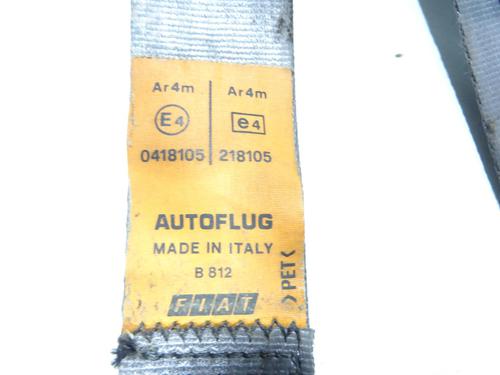 Ar4m Ar4m
E4 e4
0418105 218105
AUTOFLUG
MADE IN ITALY
B 812
FIAT
>PET<